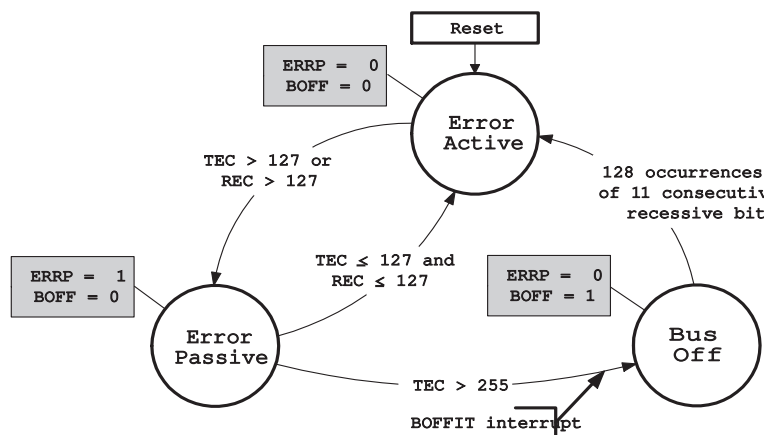 Reset
ERRP = 0
BOFF = 0
Error
Active
TEC > 127 or
REC > 127
128 occurrences
of 11 consecutiv
recessive bit
TEC ≤ 127 and
REC ≤ 127
ERRP = 1
BOFF = 0
ERRP = 0
BOFF = 1
Error
Passive
Bus
Off
TEC > 255
BOFFIT interrupt